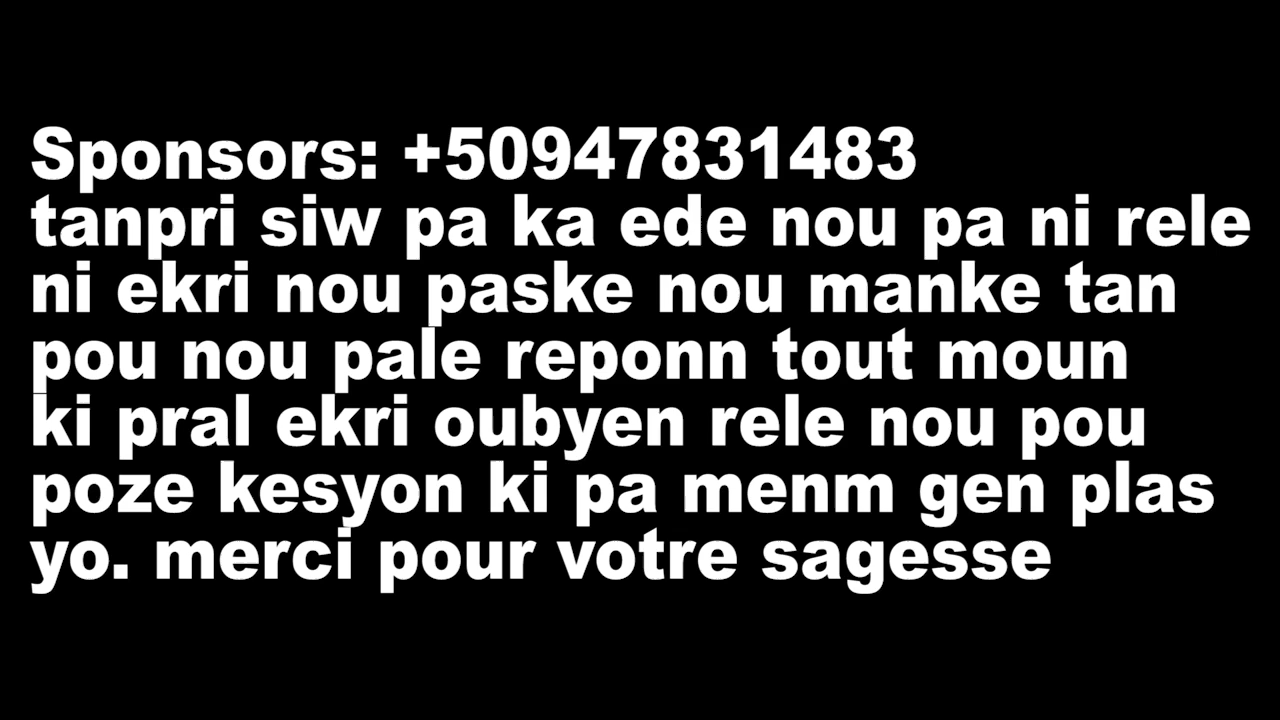 Sponsors: +50947831483
tanpri siw pa ka ede nou pa ni rele
ni ekri nou paske nou manke tan
pou nou pale reponn tout moun
ki pral ekri oubyen rele nou pou
poze kesyon ki pa menm gen plas
yo. merci pour votre sagesse